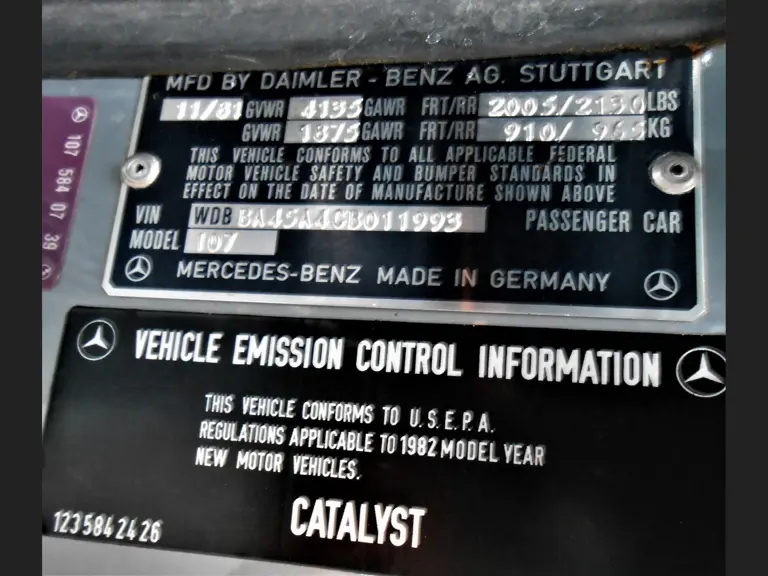 MFD BY DAIMLER - BENZ AG. STUTTGART
11/81 GVWR 4135 GAWR FRT/RR 2005/2130 LBS
GVWR 1875 GAWR FRT/RR 910/ 965 KG
THIS VEHICLE CONFORMS TO ALL APPLICABLE FEDERAL
MOTOR VEHICLE SAFETY AND BUMPER STANDARDS IN
EFFECT ON THE DATE OF MANUFACTURE SHOWN ABOVE
VIN WDB BA45A4CB011993 PASSENGER CAR
MODEL 107
MERCEDES-BENZ MADE IN GERMANY
107 584 07 39
VEHICLE EMISSION CONTROL INFORMATION
THIS VEHICLE CONFORMS TO U.S.E.P.A.
REGULATIONS APPLICABLE TO 1982 MODEL YEAR
NEW MOTOR VEHICLES.
CATALYST
123 584 24 26